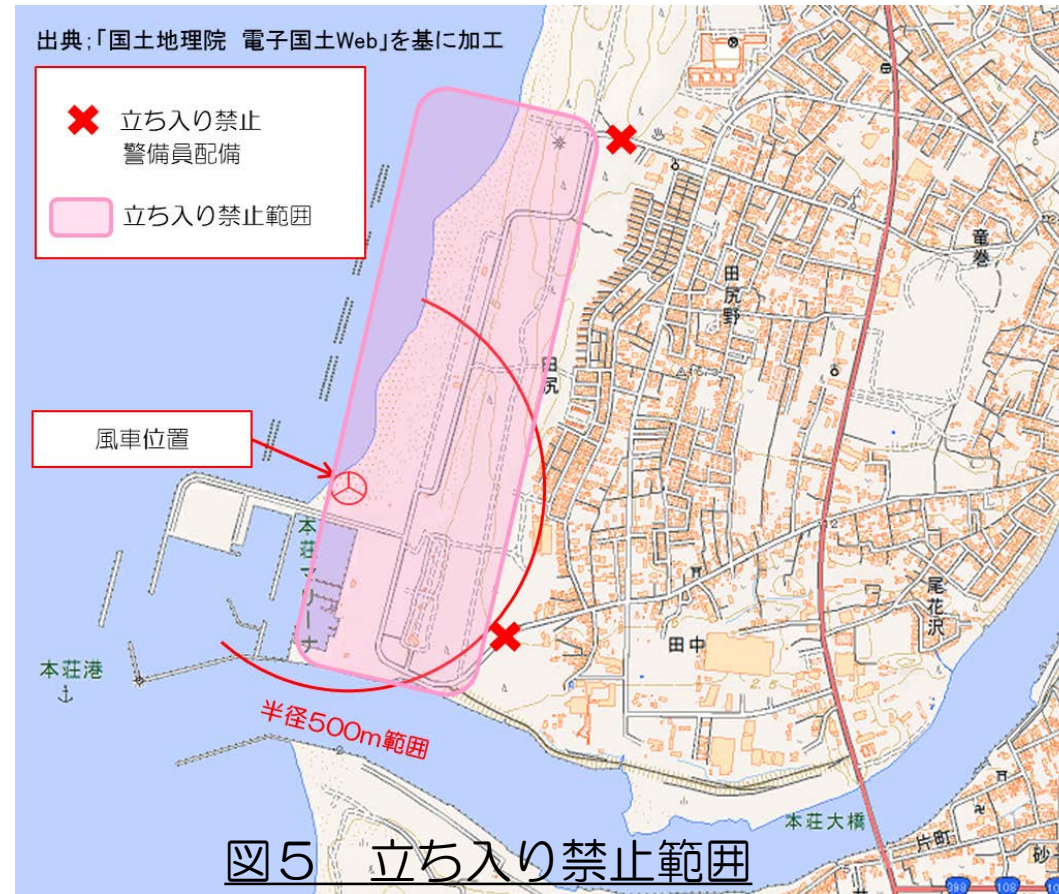 出典;「国土地理院 電子国土Web」を基に加工
立ち入り禁止
警備員配備
立ち入り禁止範囲
竜巻
田尻野
田尻
風車位置
本荘マリーナ
尾花沢
田中
本荘港
半径500m範囲
本荘大橋
片町
図5 立ち入り禁止範囲
398
108